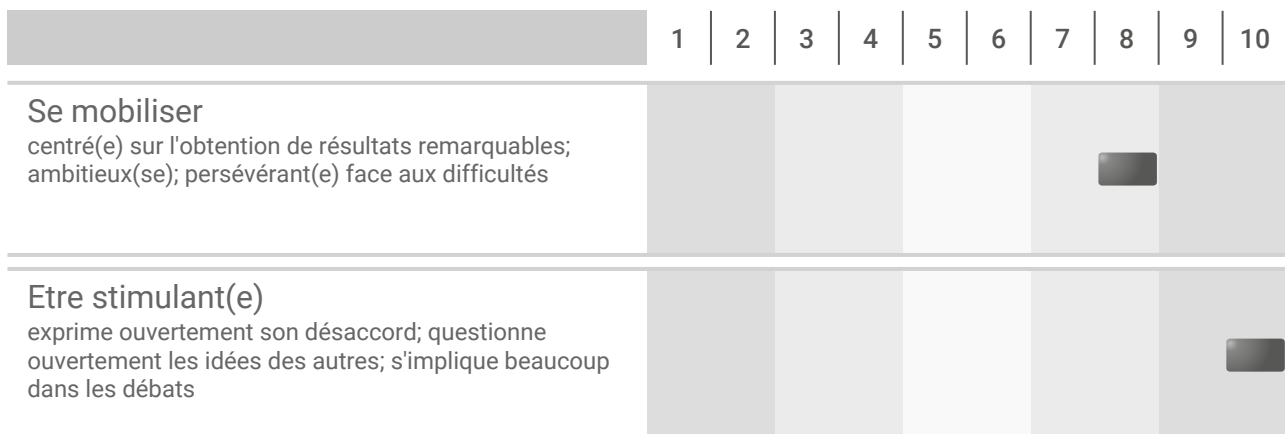 1 2 3 4 5 6 7 8 9 10
Se mobiliser
centré(e) sur l'obtention de résultats remarquables;
ambitieux(se); persévérant(e) face aux difficultés
Etre stimulant(e)
exprime ouvertement son désaccord; questionne
ouvertement les idées des autres; s'implique beaucoup
dans les débats